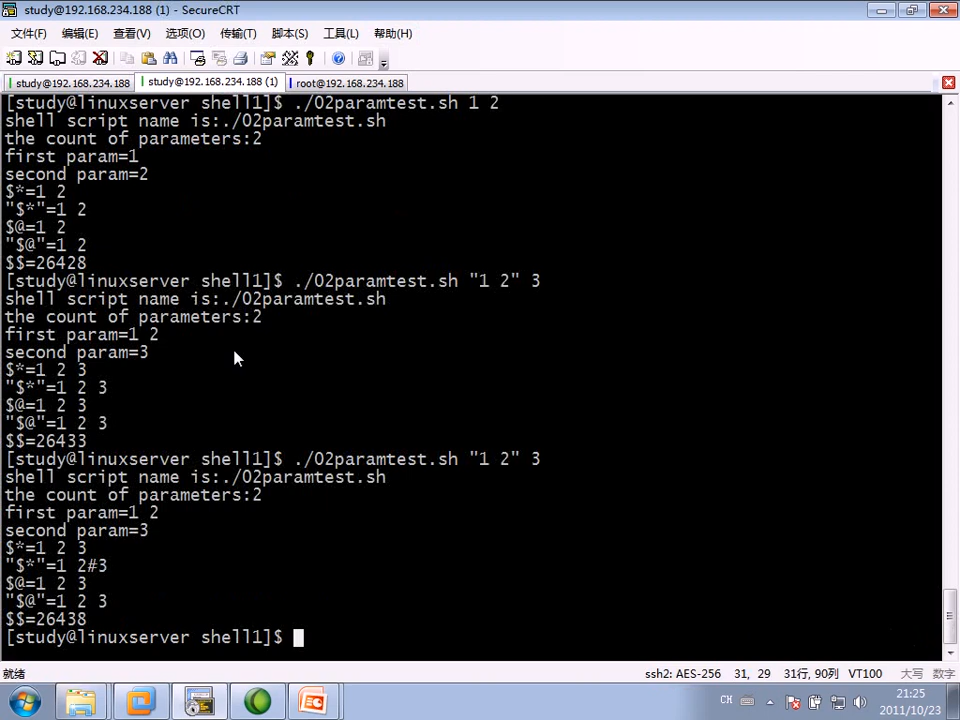 study@192.168.234.188 (1) - SecureCRT
文件(F) 编辑(E) 查看(V) 选项(O) 传输(T) 脚本(S) 工具(L) 帮助(H)
study@192.168.234.188 study@192.168.234.188 (1) root@192.168.234.188
[study@linuxserver shell1]$ ./02paramtest.sh 1 2
shell script name is:./02paramtest.sh
the count of parameters:2
first param=1
second param=2
$*=1 2
"$*"=1 2
$@=1 2
"$@"=1 2
$$=26428
[study@linuxserver shell1]$ ./02paramtest.sh "1 2" 3
shell script name is:./02paramtest.sh
the count of parameters:2
first param=1 2
second param=3
$*=1 2 3
"$*"=1 2 3
$@=1 2 3
"$@"=1 2 3
$$=26433
[study@linuxserver shell1]$ ./02paramtest.sh "1 2" 3
shell script name is:./02paramtest.sh
the count of parameters:2
first param=1 2
second param=3
$*=1 2 3
"$*"=1 2#3
$@=1 2 3
"$@"=1 2 3
$$=26438
[study@linuxserver shell1]$
就绪 ssh2: AES-256 31, 29 31行, 90列 VT100 大写 数字
CH 21:25
2011/10/23